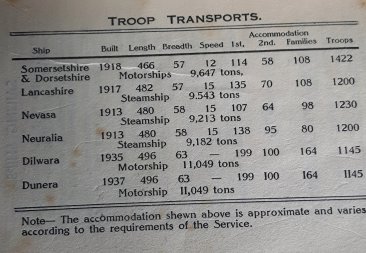 TROOP TRANSPORTS.
Accommodation
Ship Built Length Breadth Speed 1st. 2nd. Families Troops
Somersetshire 1918 466 57 12 114 58 108 1422
& Dorsetshire Motorships 9,647 tons,
Lancashire 1917 482 57 15 135 70 108 1200
Steamship 9.543 tons
Nevasa 1913 480 58 15 107 64 98 1230
Steamship 9,213 tons
Neuralia 1913 480 58 15 138 95 80 1200
Steamship 9,182 tons
Dilwara 1935 496 63 — 199 100 164 1145
Motorship 11,049 tons
Dunera 1937 496 63 — 199 100 164 1145
Motorship 11,049 tons
Note— The accommodation shewn above is approximate and varies
according to the requirements of the Service.